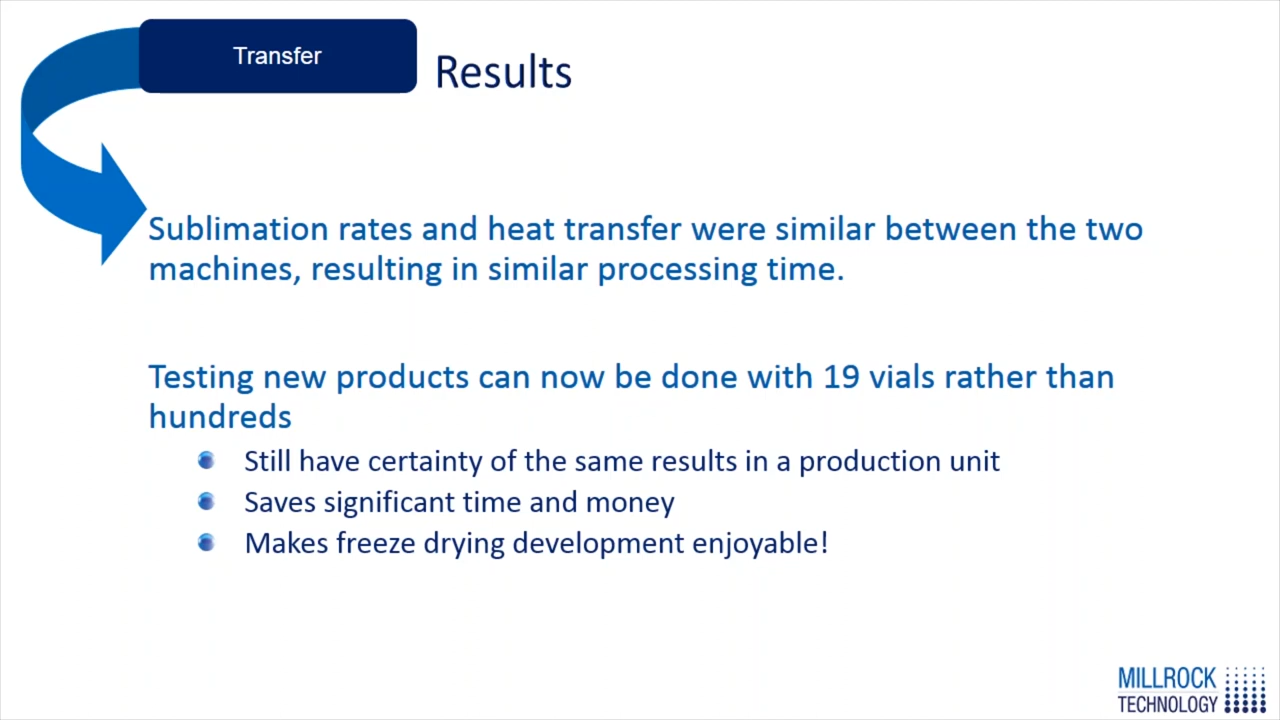 Transfer
Results
Sublimation rates and heat transfer were similar between the two
machines, resulting in similar processing time.
Testing new products can now be done with 19 vials rather than
hundreds
Still have certainty of the same results in a production unit
Saves significant time and money
Makes freeze drying development enjoyable!
MILLROCK
TECHNOLOGY